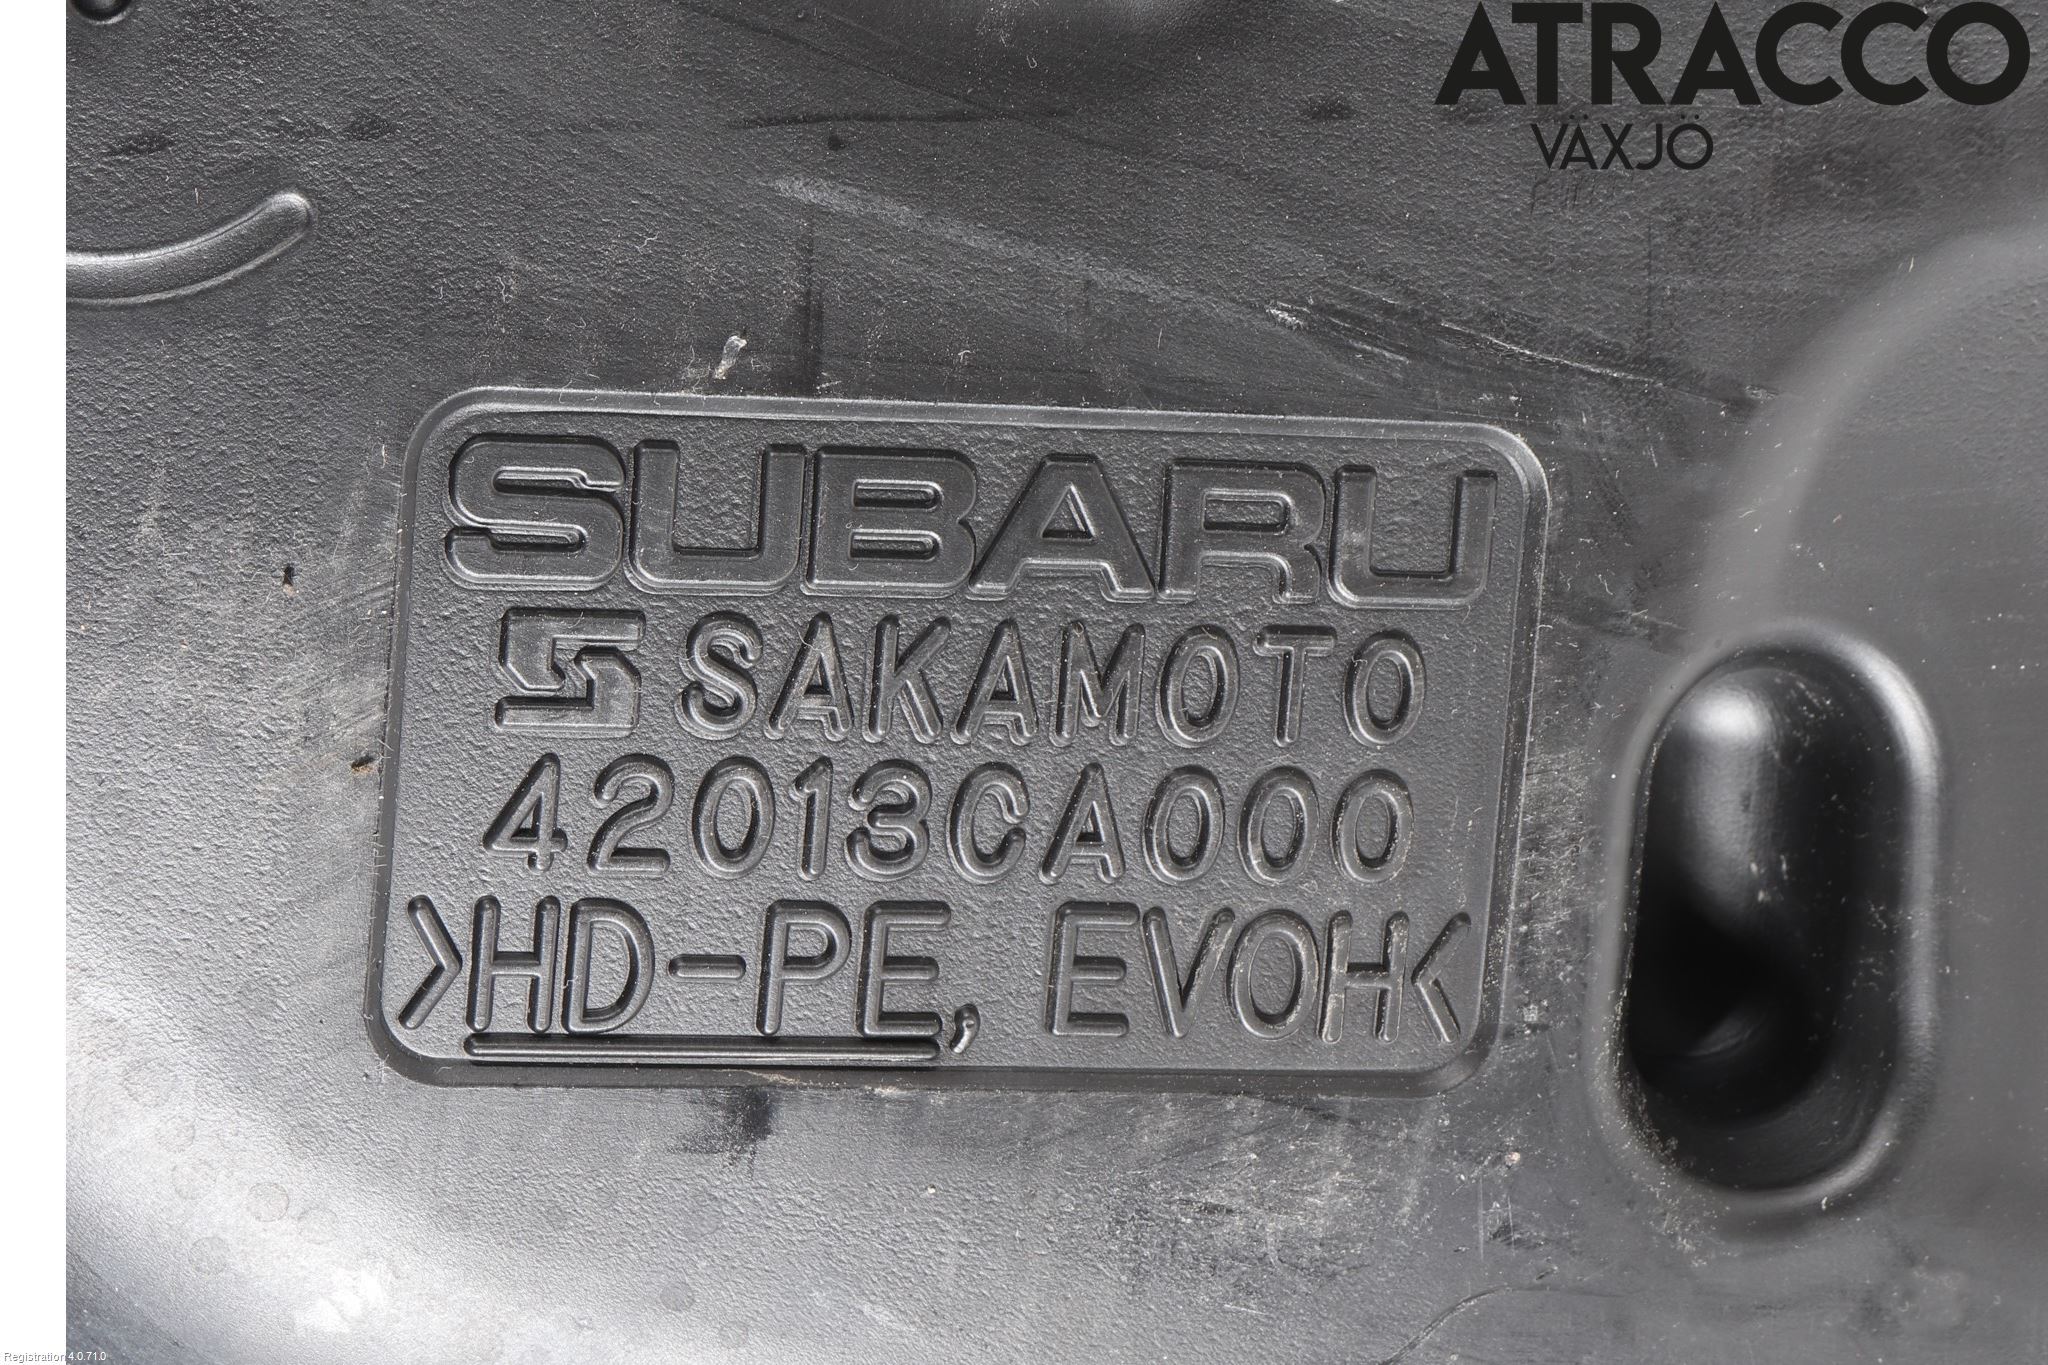 ATRACCO
VÄXJÖ
SUBARU
SAKAMOTO
42013CA000
>HD-PE, EVOH<
Registration 4.0.71.0